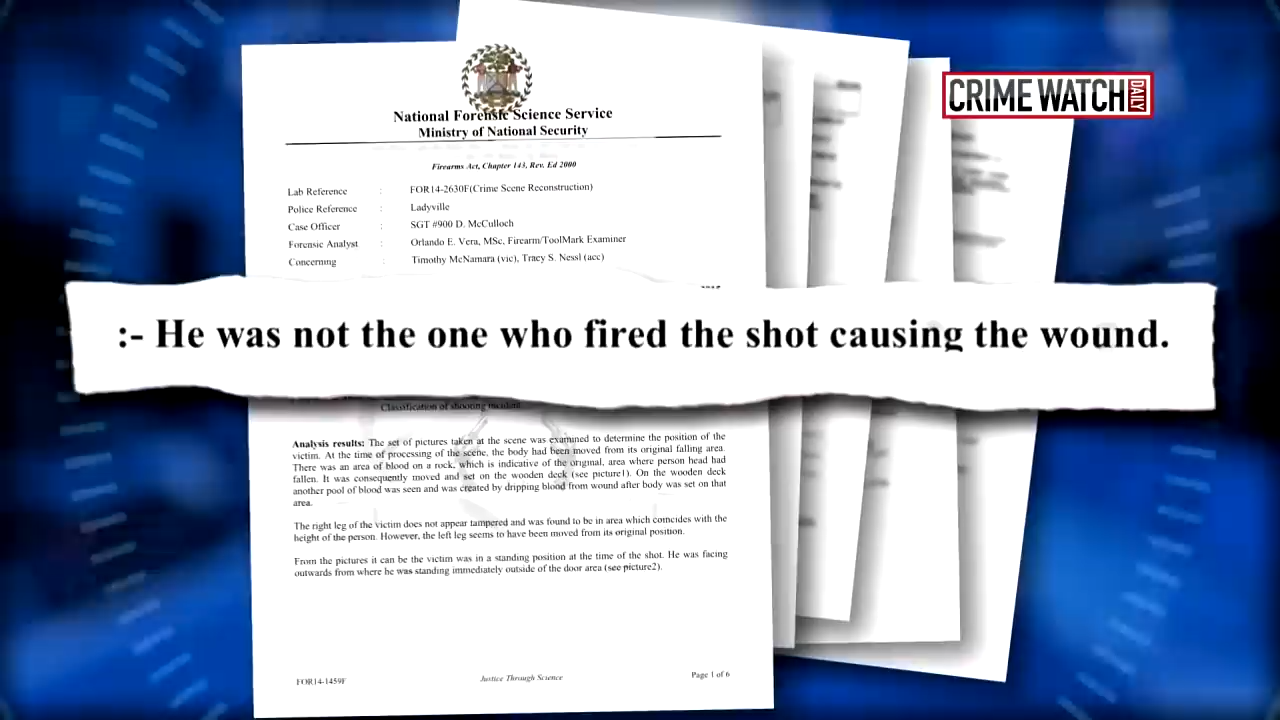 CRIME WATCH DAILY
National Forensic Science Service
Ministry of National Security
Firearms Act, Chapter 143, Rev. Ed 2000
Lab Reference : FOR14-2630F(Crime Scene Reconstruction)
Police Reference : Ladyville
Case Officer : SGT #900 D. McCulloch
Forensic Analyst : Orlando E. Vera, MSc, Firearm/ToolMark Examiner
Concerning : Timothy McNamara (vic), Tracy S. Nessl (acc)
:- He was not the one who fired the shot causing the wound.
Classification of shooting incident
Analysis results: The set of pictures taken at the scene was examined to determine the position of the
victim. At the time of processing of the scene, the body had been moved from its original falling area.
There was an area of blood on a rock, which is indicative of the original, area where person head had
fallen. It was consequently moved and set on the wooden deck (see picture1). On the wooden deck
another pool of blood was seen and was created by dripping blood from wound after body was set on that
area.
The right leg of the victim does not appear tampered and was found to be in area which coincides with the
height of the person. However, the left leg seems to have been moved from its original position.
From the pictures it can be the victim was in a standing position at the time of the shot. He was facing
outwards from where he was standing immediately outside of the door area (see picture2).
FOR14-1459F Justice Through Science Page 1 of 6